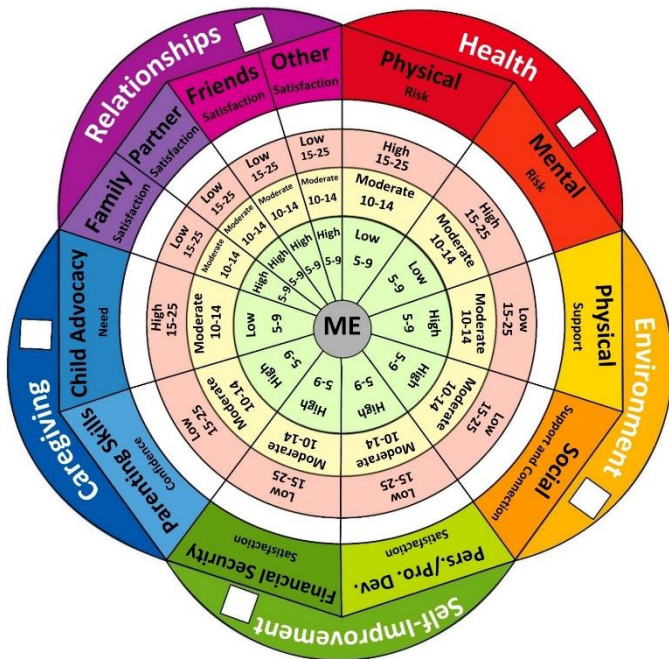 Relationships
Health
Environment
Self-Improvement
Caregiving
Friends
Satisfaction
Other
Satisfaction
Physical
Risk
Mental
Risk
Physical
Support
Social
Support and Connection
Pers./Pro. Dev.
Satisfaction
Financial Security
Satisfaction
Parenting Skills
Confidence
Child Advocacy
Need
Family
Satisfaction
Partner
Satisfaction
High
15-25
Moderate
10-14
Low
5-9
High
15-25
Moderate
10-14
Low
5-9
Low
15-25
Moderate
10-14
High
5-9
Low
15-25
Moderate
10-14
High
5-9
Low
15-25
Moderate
10-14
High
5-9
Low
15-25
Moderate
10-14
High
5-9
Low
15-25
Moderate
10-14
High
5-9
High
15-25
Moderate
10-14
Low
5-9
Low
15-25
Moderate
10-14
High
5-9
Low
15-25
Moderate
10-14
High
5-9
Low
15-25
Moderate
10-14
High
5-9
Low
15-25
Moderate
10-14
High
5-9
ME